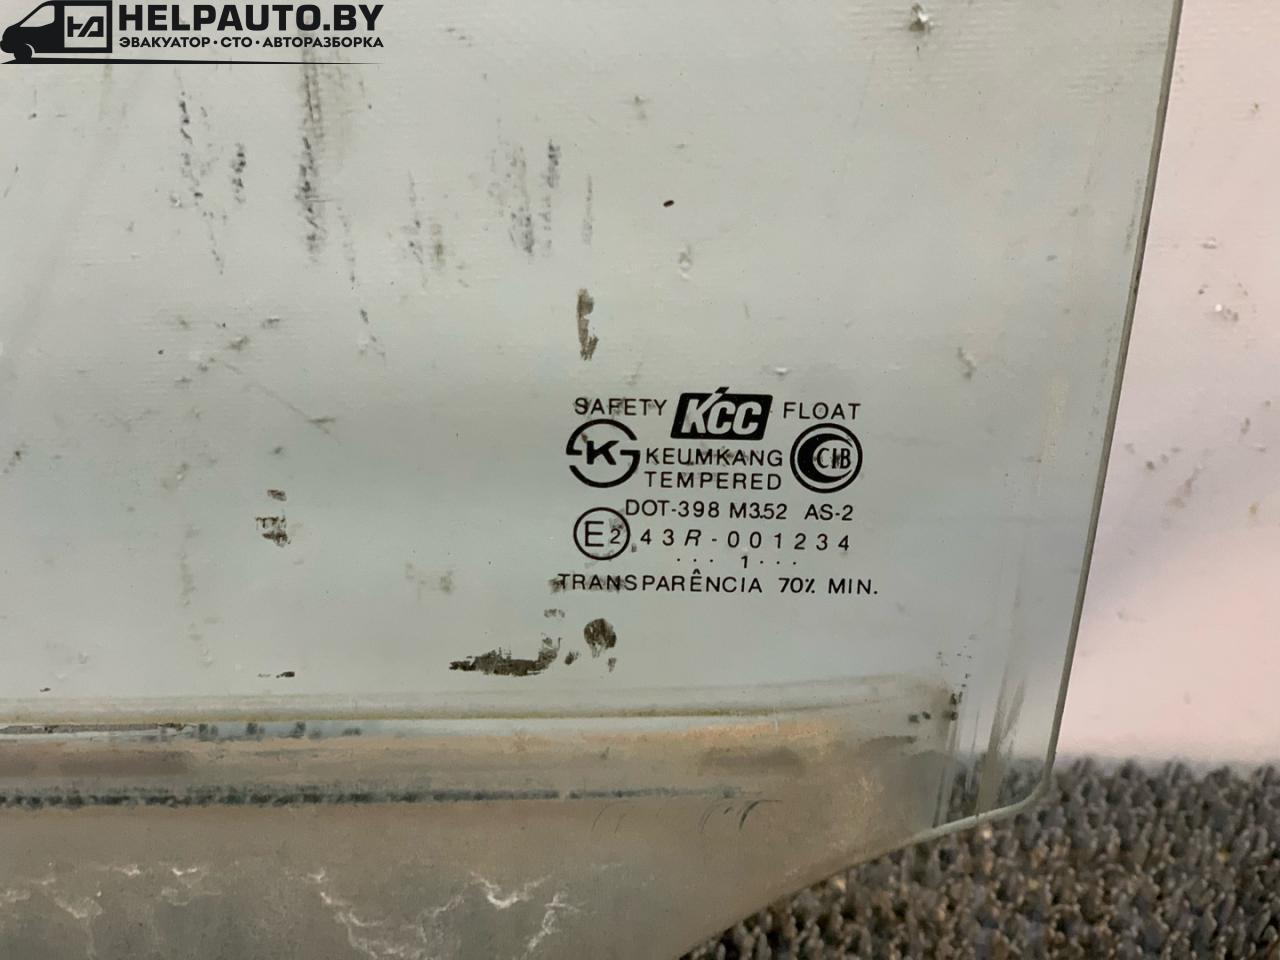 HELPAUTO.BY
ЭВАКУАТОР · СТО · АВТОРАЗБОРКА
SAFETY KCC FLOAT
K KEUMKANG CIB
TEMPERED
DOT-398 M352 AS-2
E2 43R-001234
··· 1 ···
TRANSPARÊNCIA 70% MIN.